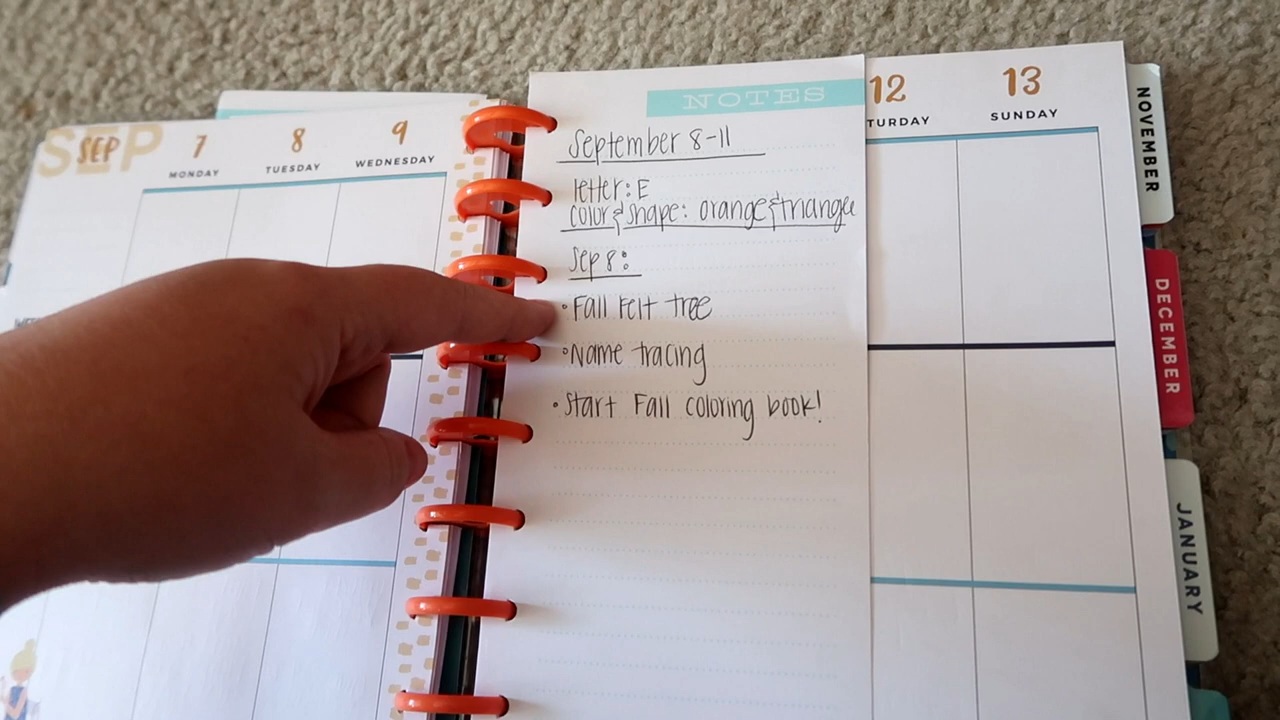 SEP
SEP
7
MONDAY
8
TUESDAY
9
WEDNESDAY
NOTES
September 8-11
letter: E
color & shape: orange & triangle
Sep 8:
• Fall Felt tree
• Name tracing
• Start Fall coloring book!
12
TURDAY
13
SUNDAY
NOVEMBER
DECEMBER
JANUARY